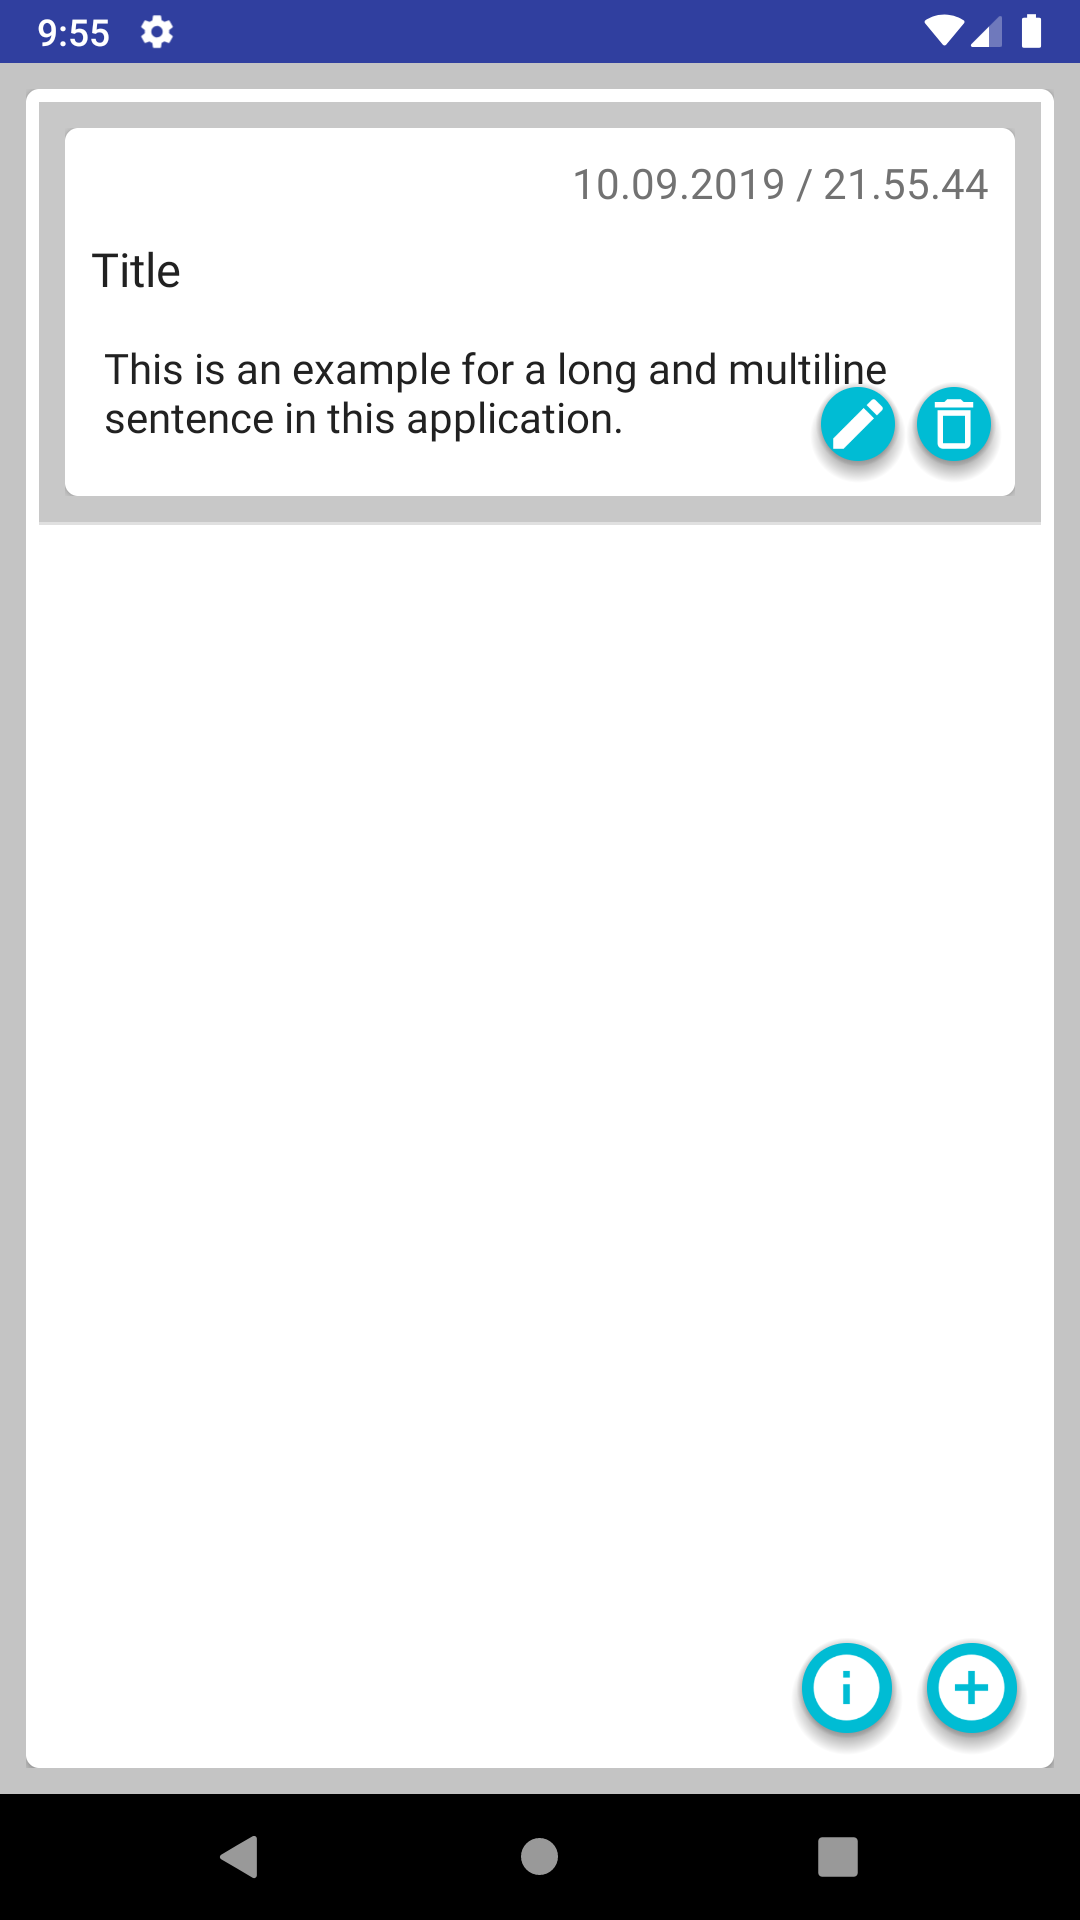 9:55
10.09.2019 / 21.55.44
Title
This is an example for a long and multiline
sentence in this application.